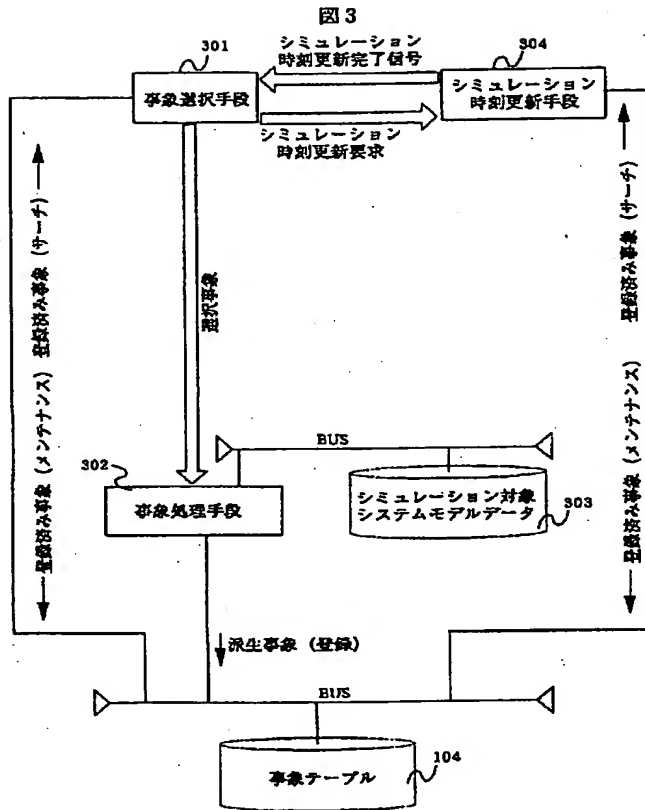 図3
301
シミュレーション
時刻更新完了信号
304
事象選択手段
シミュレーション
時刻更新手段
シミュレーション
時刻更新要求
登録済み事象 (サーチ)
登録済み事象 (メンテナンス)
選択事象
登録済み事象 (サーチ)
登録済み事象 (メンテナンス)
BUS
302
事象処理手段
シミュレーション対象
システムモデルデータ
303
派生事象 (登録)
BUS
事象テーブル
104